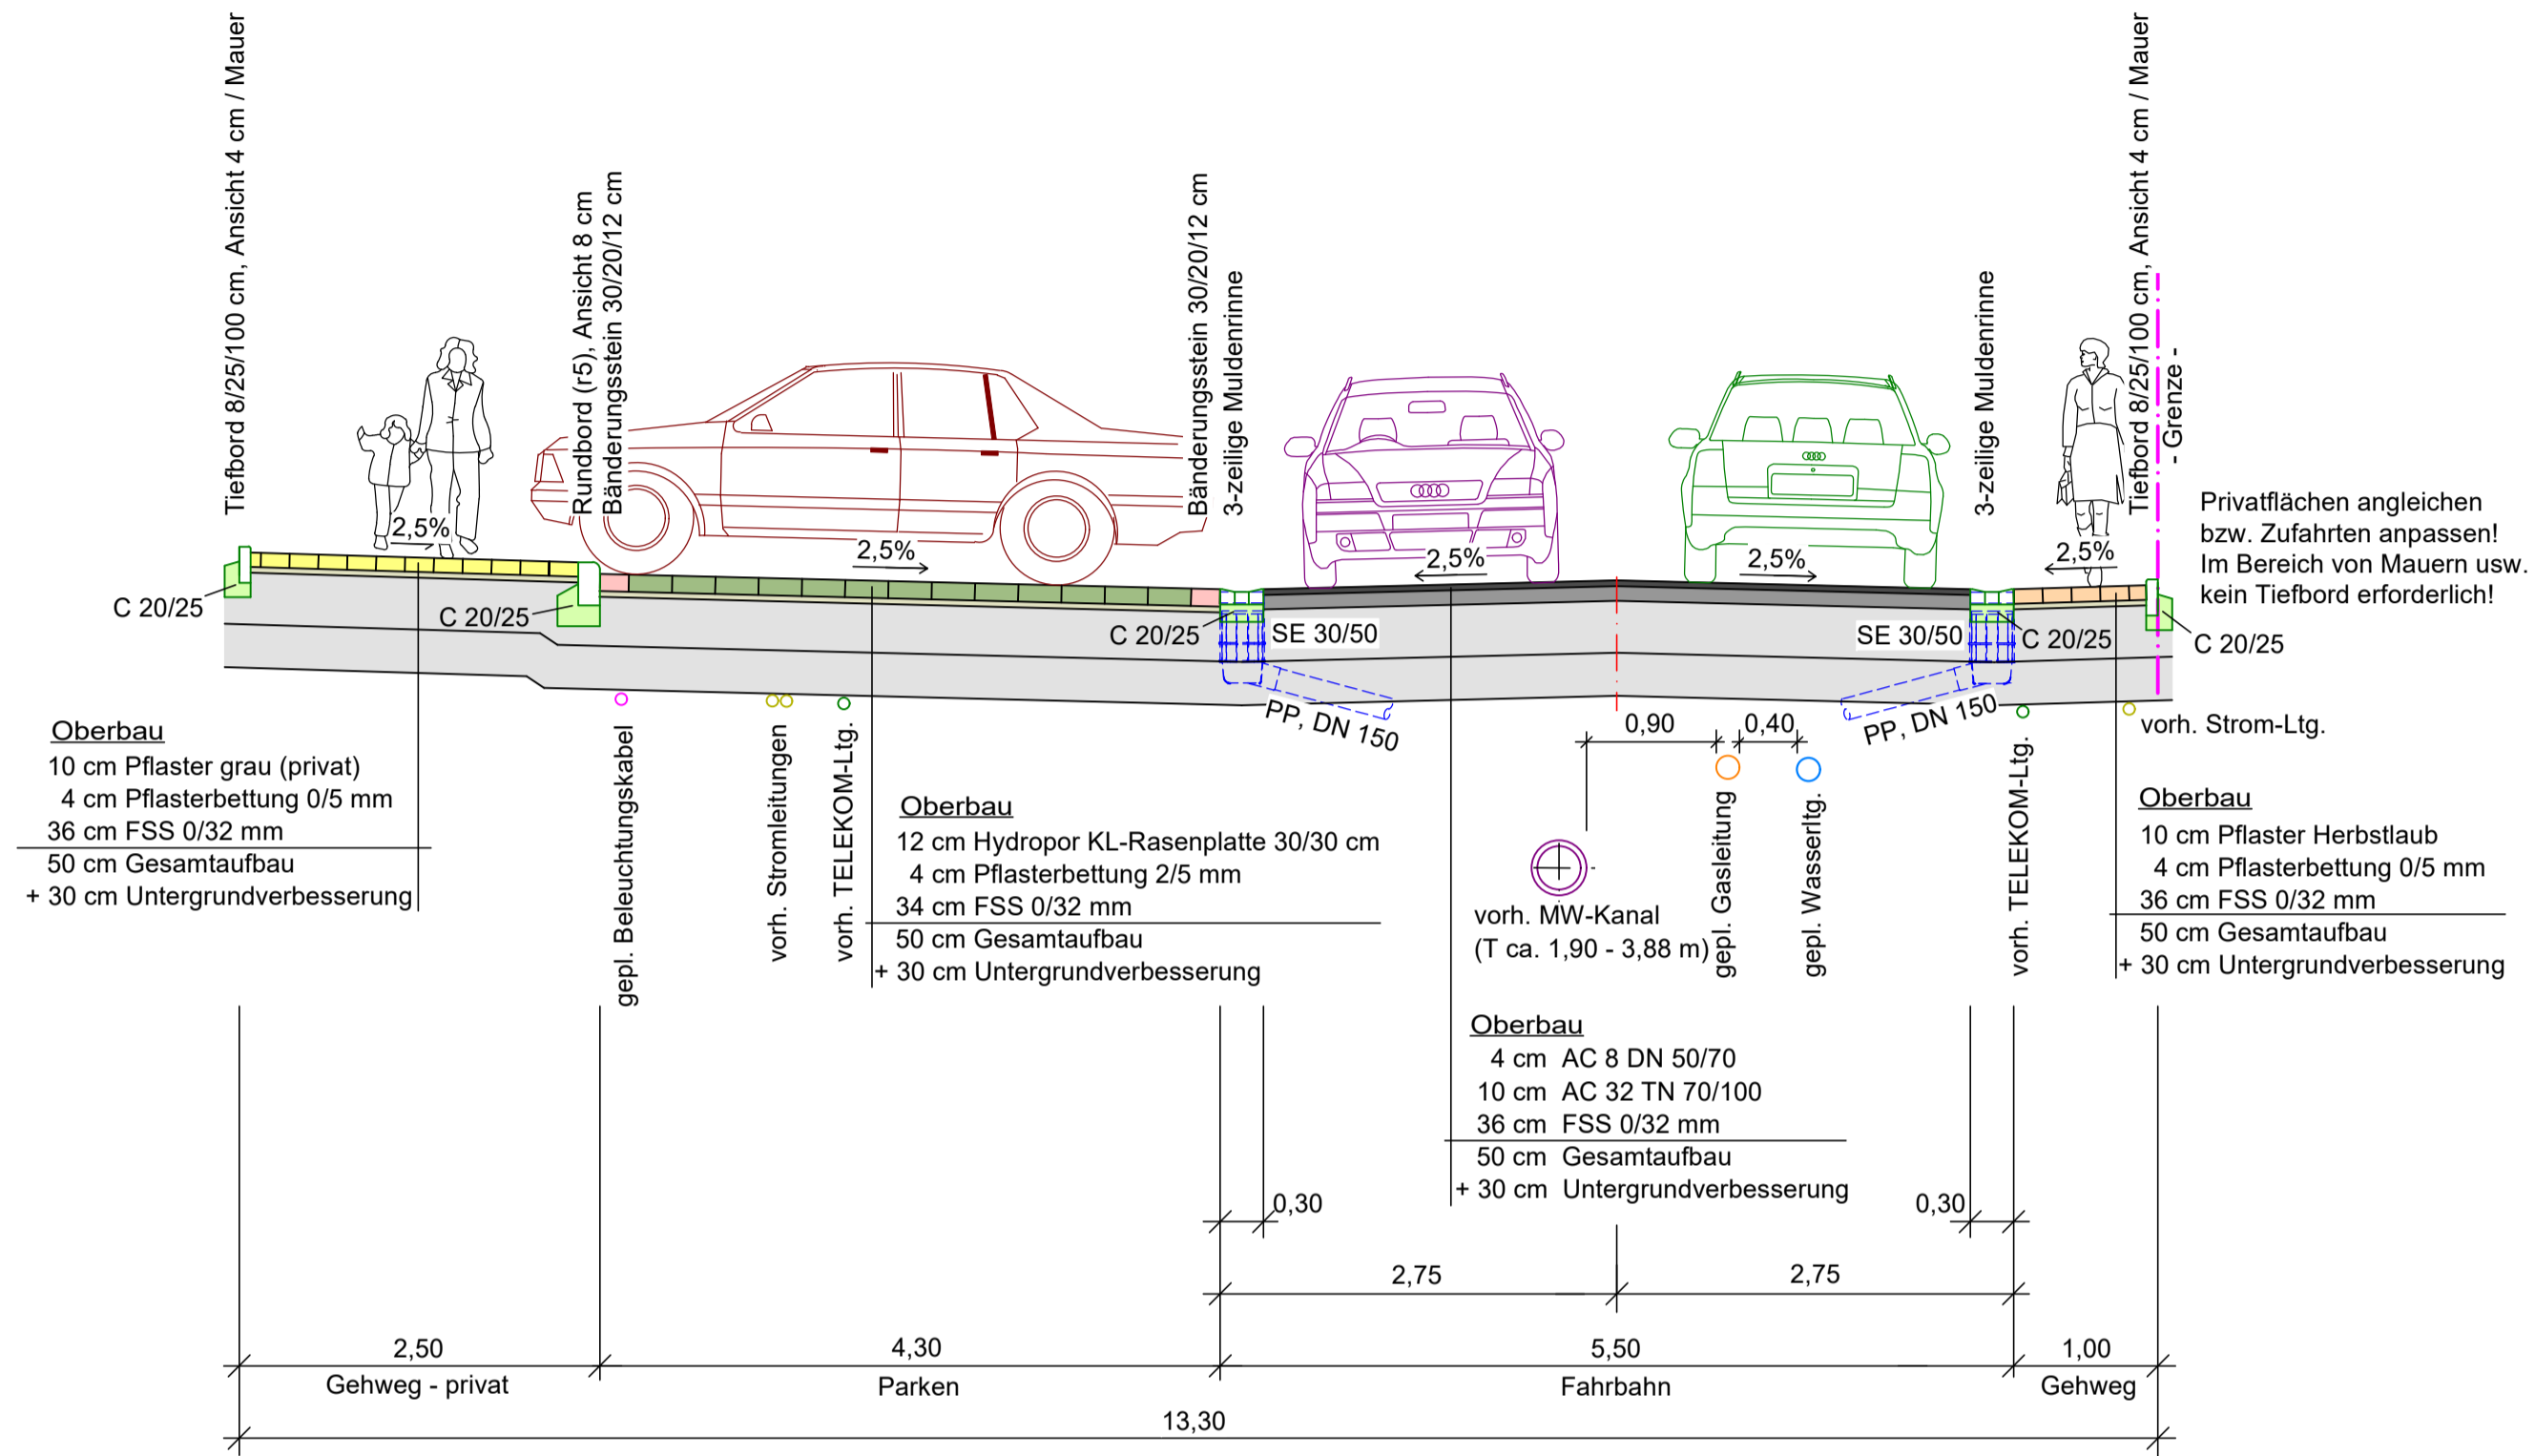 Tiefbord 8/25/100 cm, Ansicht 4 cm / Mauer
Rundbord (r5), Ansicht 8 cm
Bänderungsstein 30/20/12 cm
Bänderungsstein 30/20/12 cm
3-zeilige Muldenrinne
3-zeilige Muldenrinne
Tiefbord 8/25/100 cm, Ansicht 4 cm / Mauer
- Grenze -
Privatflächen angleichen
bzw. Zufahrten anpassen!
Im Bereich von Mauern usw.
kein Tiefbord erforderlich!
2,5%
2,5%
2,5%
2,5%
2,5%
C 20/25
C 20/25
C 20/25
SE 30/50
SE 30/50
C 20/25
C 20/25
PP, DN 150
PP, DN 150
0,90
0,40
vorh. Strom-Ltg.
Oberbau
10 cm Pflaster grau (privat)
4 cm Pflasterbettung 0/5 mm
36 cm FSS 0/32 mm
50 cm Gesamtaufbau
+ 30 cm Untergrundverbesserung
gepl. Beleuchtungskabel
vorh. Stromleitungen
vorh. TELEKOM-Ltg.
Oberbau
12 cm Hydropor KL-Rasenplatte 30/30 cm
4 cm Pflasterbettung 2/5 mm
34 cm FSS 0/32 mm
50 cm Gesamtaufbau
+ 30 cm Untergrundverbesserung
vorh. MW-Kanal
(T ca. 1,90 - 3,88 m)
gepl. Gasleitung
gepl. Wasserltg.
vorh. TELEKOM-Ltg.
Oberbau
10 cm Pflaster Herbstlaub
4 cm Pflasterbettung 0/5 mm
36 cm FSS 0/32 mm
50 cm Gesamtaufbau
+ 30 cm Untergrundverbesserung
Oberbau
4 cm AC 8 DN 50/70
10 cm AC 32 TN 70/100
36 cm FSS 0/32 mm
50 cm Gesamtaufbau
+ 30 cm Untergrundverbesserung
0,30
0,30
2,75
2,75
2,50
4,30
5,50
1,00
Gehweg - privat
Parken
Fahrbahn
Gehweg
13,30